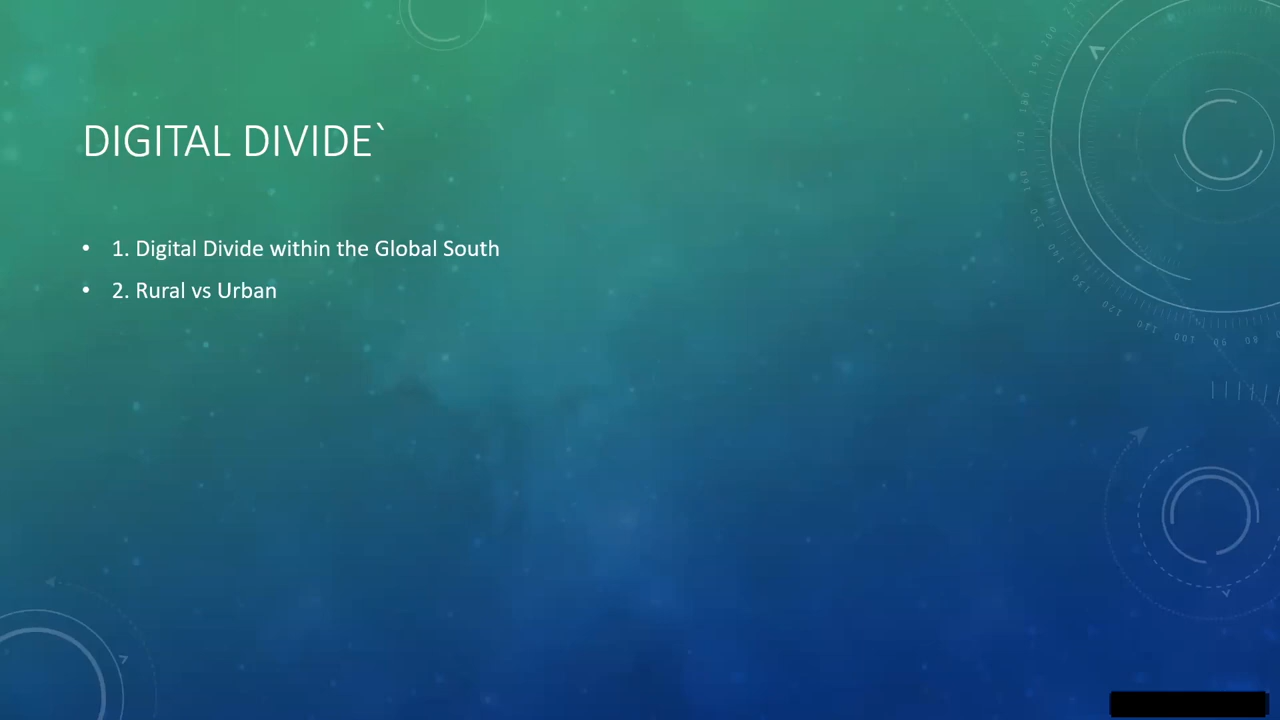 DIGITAL DIVIDE`
• 1. Digital Divide within the Global South
• 2. Rural vs Urban